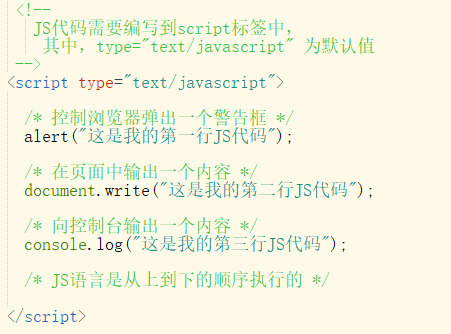 <!--
JS代码需要编写到script标签中,
其中, type="text/javascript" 为默认值
-->
<script type="text/javascript">
/* 控制浏览器弹出一个警告框 */
alert("这是我的第一行JS代码");
/* 在页面中输出一个内容 */
document.write("这是我的第二行JS代码");
/* 向控制台输出一个内容 */
console.log("这是我的第三行JS代码");
/* JS语言是从上到下的顺序执行的 */
</script>